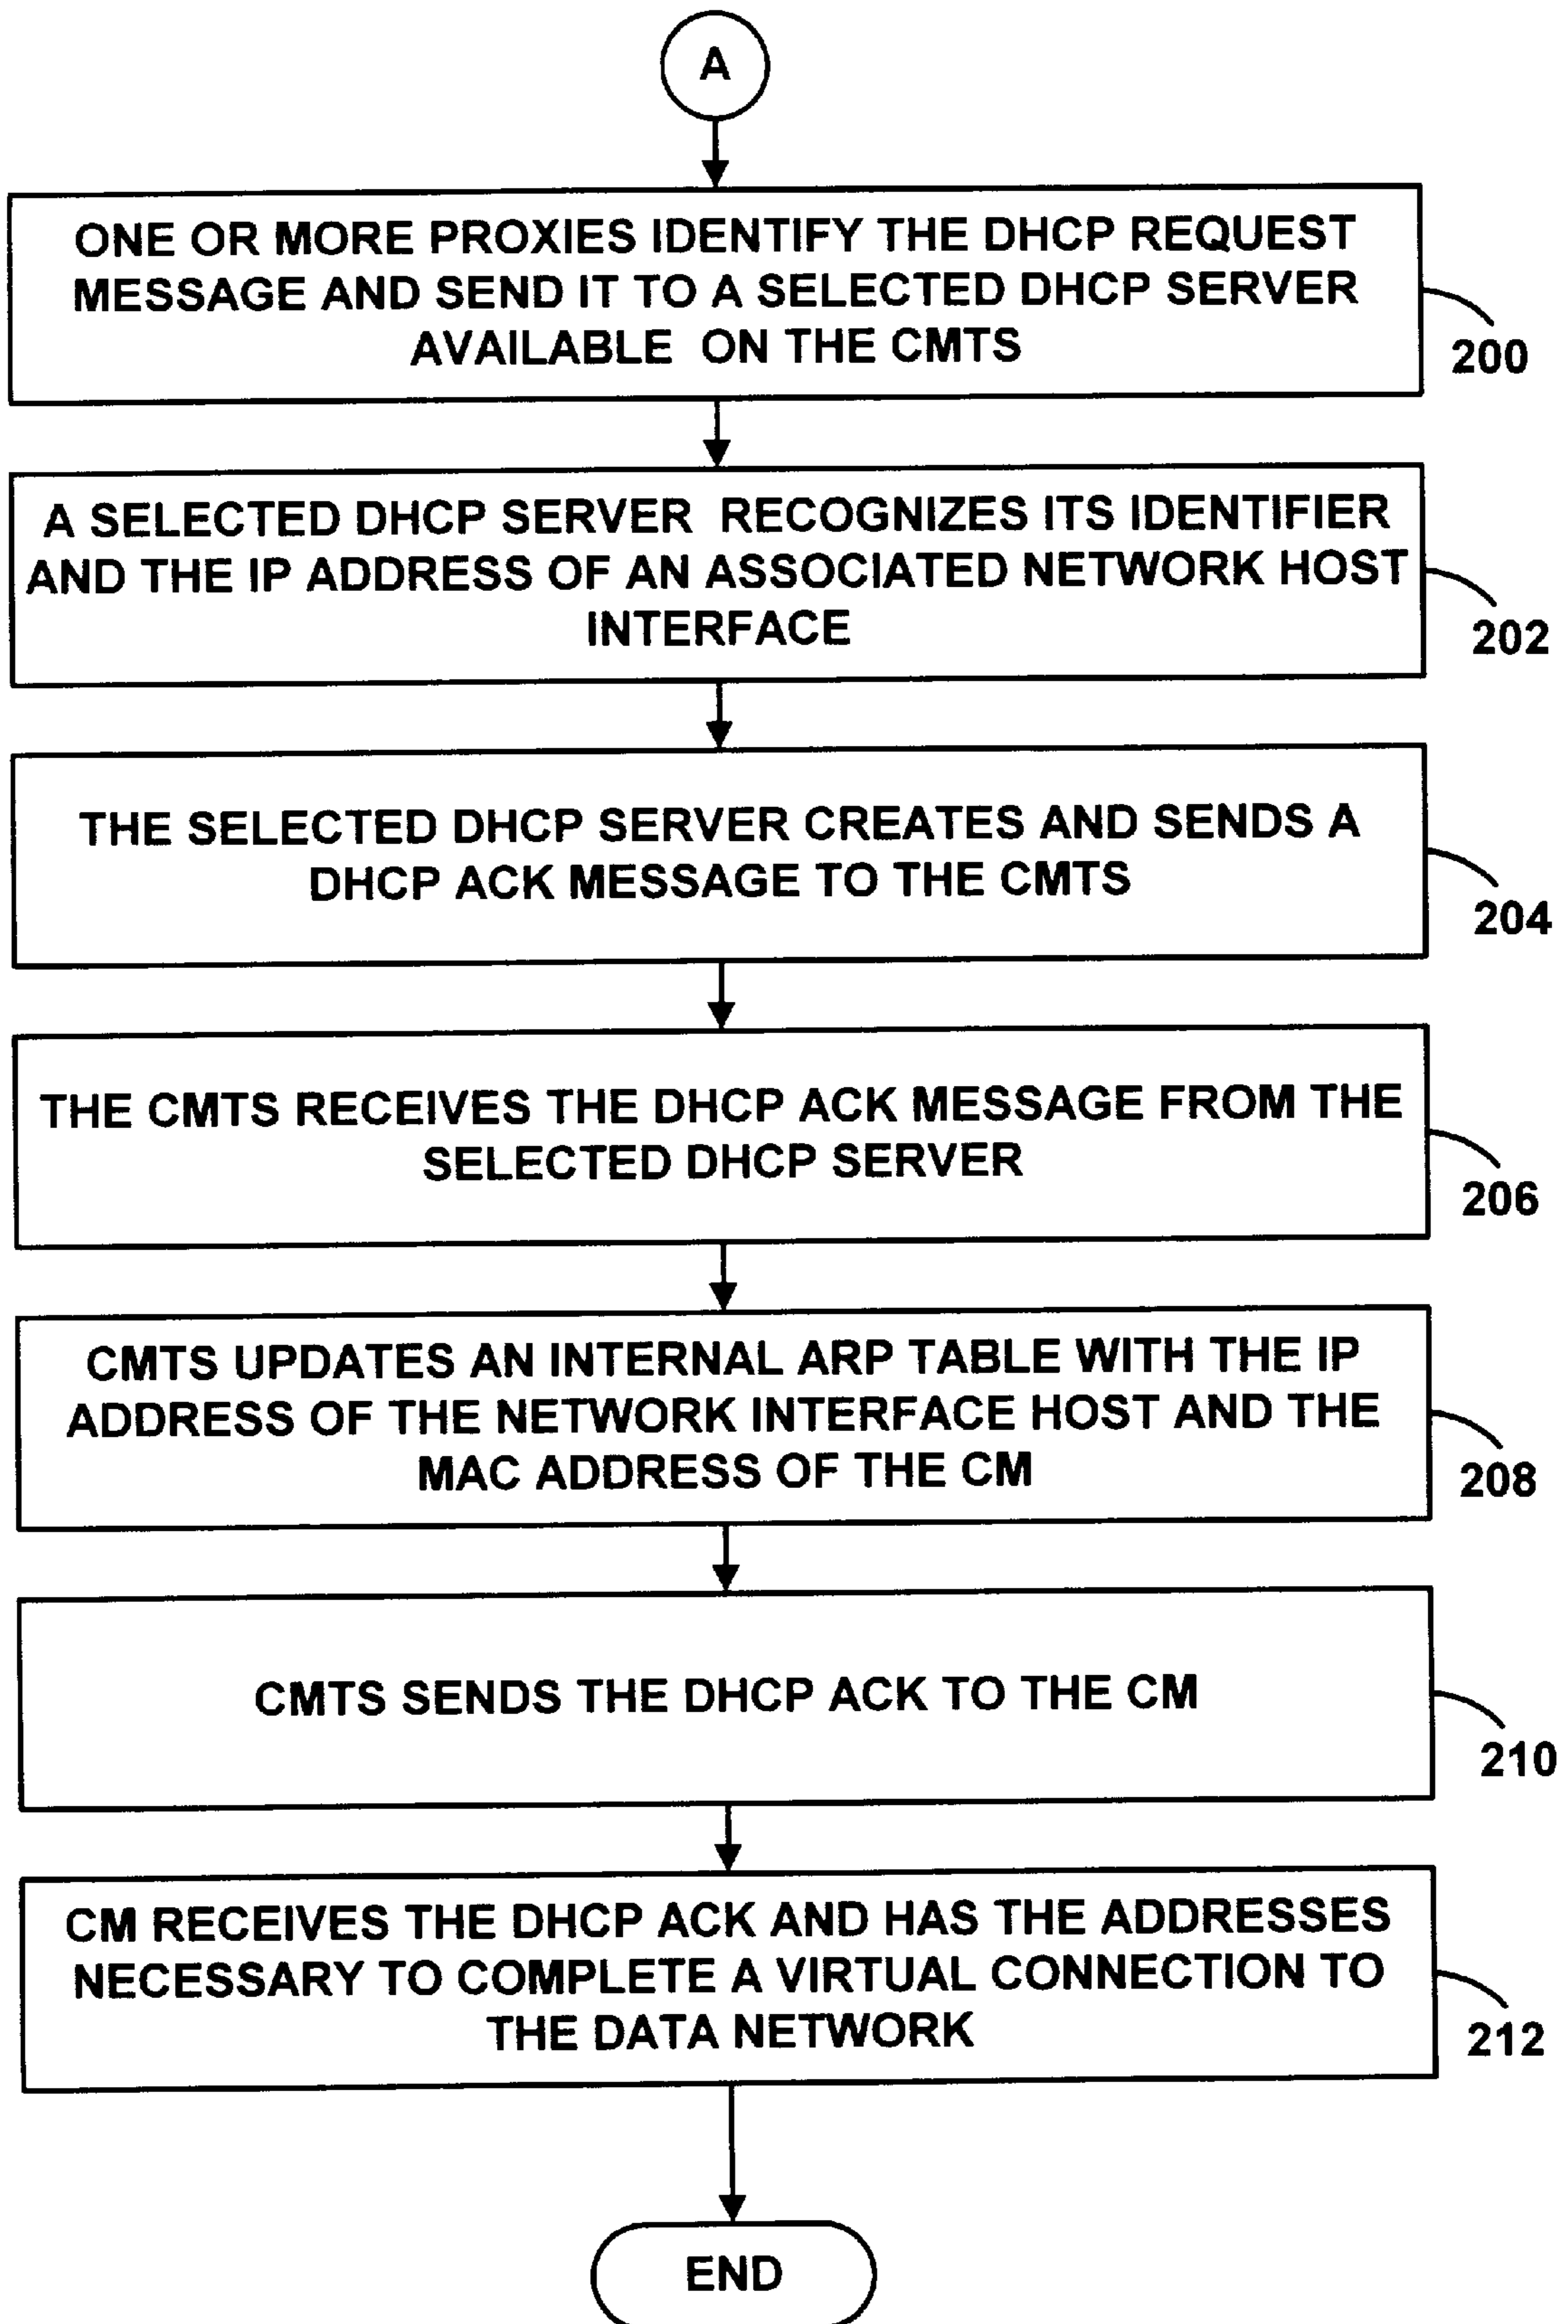 A
ONE OR MORE PROXIES IDENTIFY THE DHCP REQUEST
MESSAGE AND SEND IT TO A SELECTED DHCP SERVER
AVAILABLE ON THE CMTS
200
A SELECTED DHCP SERVER RECOGNIZES ITS IDENTIFIER
AND THE IP ADDRESS OF AN ASSOCIATED NETWORK HOST
INTERFACE
202
THE SELECTED DHCP SERVER CREATES AND SENDS A
DHCP ACK MESSAGE TO THE CMTS
204
THE CMTS RECEIVES THE DHCP ACK MESSAGE FROM THE
SELECTED DHCP SERVER
206
CMTS UPDATES AN INTERNAL ARP TABLE WITH THE IP
ADDRESS OF THE NETWORK INTERFACE HOST AND THE
MAC ADDRESS OF THE CM
208
CMTS SENDS THE DHCP ACK TO THE CM
210
CM RECEIVES THE DHCP ACK AND HAS THE ADDRESSES
NECESSARY TO COMPLETE A VIRTUAL CONNECTION TO
THE DATA NETWORK
212
END